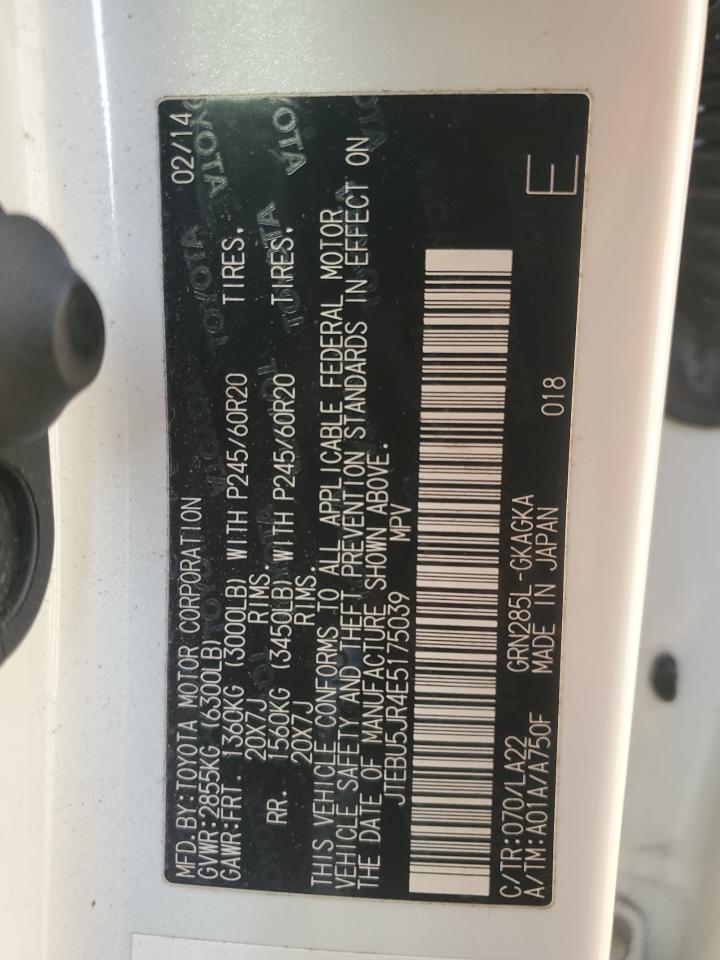 MFD.BY:TOYOTA MOTOR CORPORATION 02/14
GVWR:2855KG (6300LB)
GAWR:FRT. 1360KG (3000LB) WITH P245/60R20 TIRES,
20X7J RIMS.
RR. 1560KG (3450LB) WITH P245/60R20 TIRES,
20X7J RIMS.
THIS VEHICLE CONFORMS TO ALL APPLICABLE FEDERAL MOTOR
VEHICLE SAFETY AND THEFT PREVENTION STANDARDS IN EFFECT ON
THE DATE OF MANUFACTURE SHOWN ABOVE.
JTEBU5JR4E5175039 MPV
C/TR:070/LA22 GRN285L-GKAGKA 018 E
A/TM:A01A/A750F MADE IN JAPAN